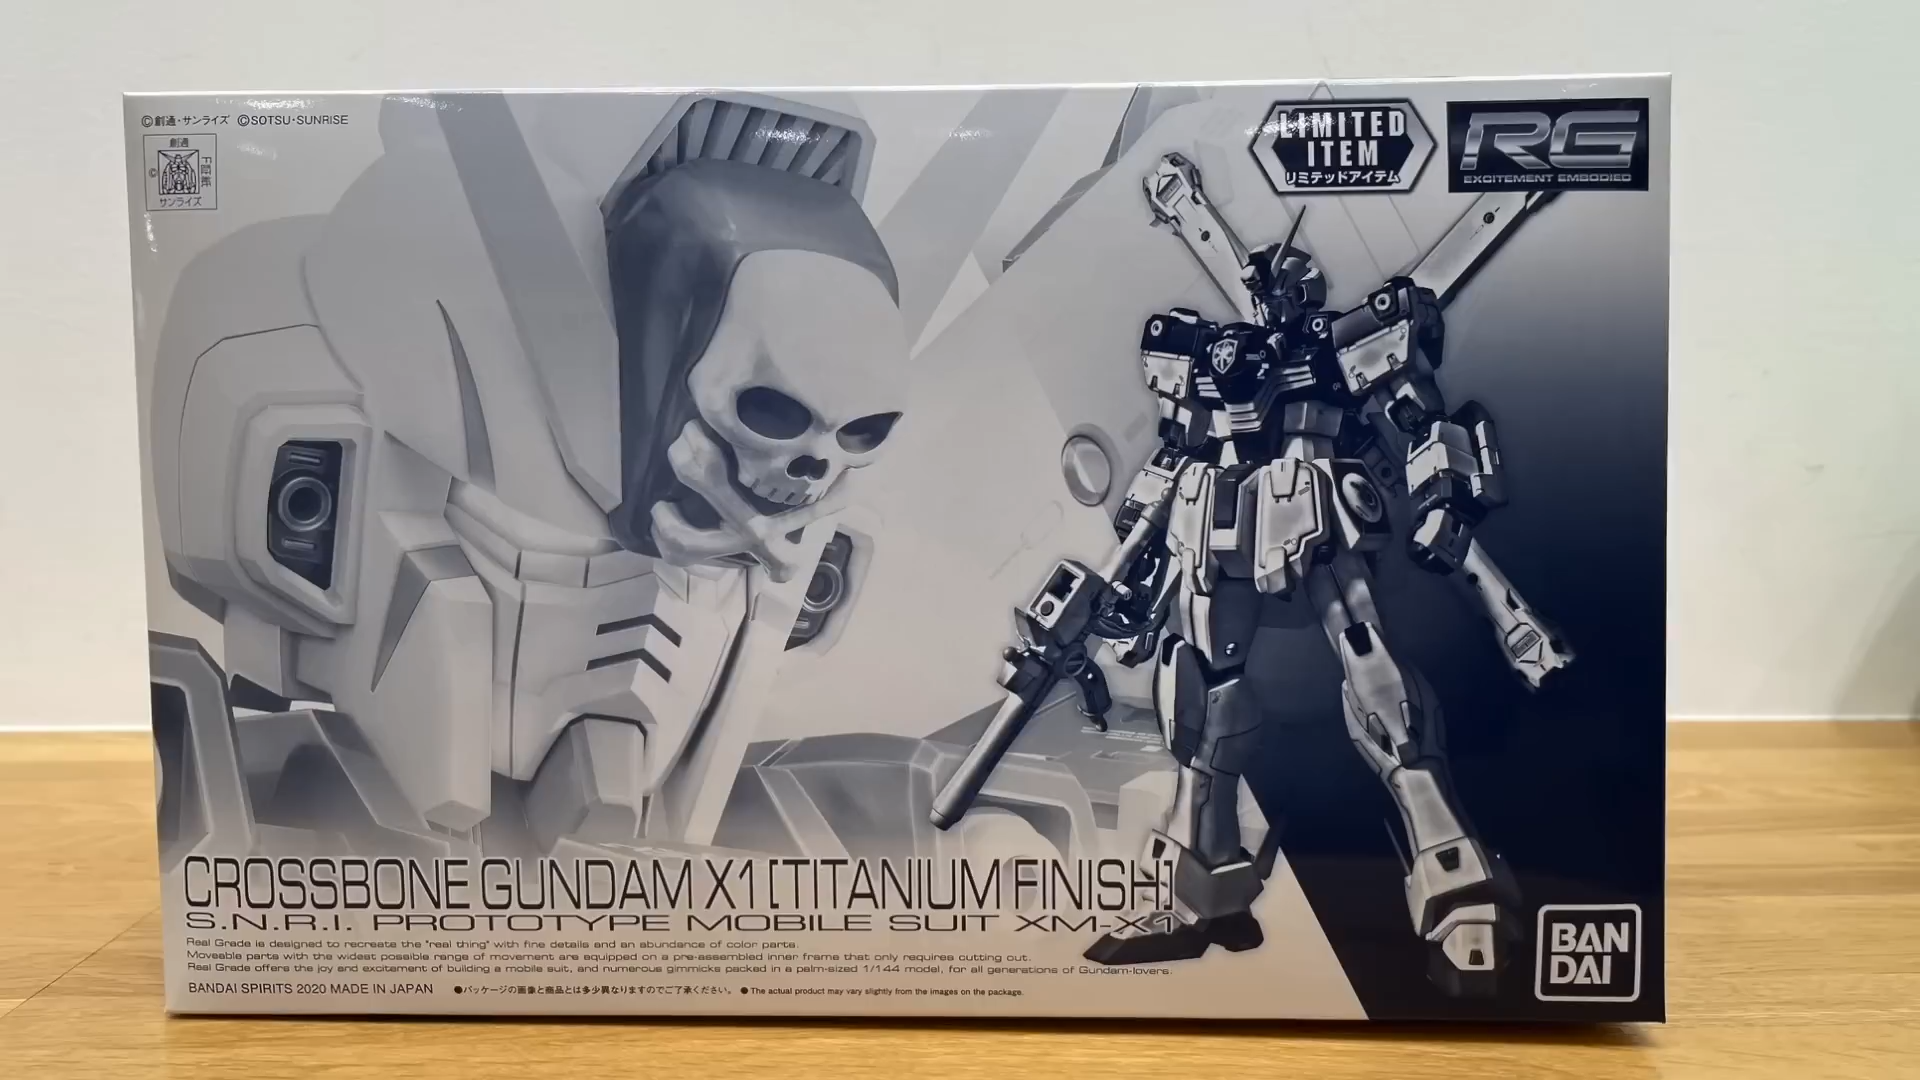 ©創通・サンライズ ©SOTSU・SUNRISE
創通
©
サンライズ
LIMITED
ITEM
リミテッドアイテム
RG
EXCITEMENT EMBODIED
CROSSBONE GUNDAM X1[TITANIUM FINISH]
S.N.R.I. PROTOTYPE MOBILE SUIT XM-X1
Real Grade is designed to recreate the "real thing" with fine details and an abundance of color parts.
Moveable parts with the widest possible range of movement are equipped on a pre-assembled inner frame that only requires cutting out.
Real Grade offers the joy and excitement of building a mobile suit, and numerous gimmicks packed in a palm-sized 1/144 model, for all generations of Gundam-lovers.
BANDAI SPIRITS 2020 MADE IN JAPAN ●パッケージの画像と商品とは多少異なりますのでご了承ください。 ●The actual product may vary slightly from the images on the package.
BAN
DAI